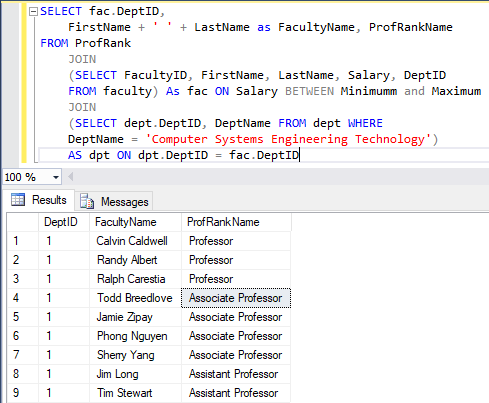 SELECT fac.DeptID,
FirstName + ' ' + LastName as FacultyName, ProfRankName
FROM ProfRank
JOIN
(SELECT FacultyID, FirstName, LastName, Salary, DeptID
FROM faculty) As fac ON Salary BETWEEN Minimumm and Maximum
JOIN
(SELECT dept.DeptID, DeptName FROM dept WHERE
DeptName = 'Computer Systems Engineering Technology')
AS dpt ON dpt.DeptID = fac.DeptID
100 %
Results Messages
DeptID FacultyName ProfRankName
1 1 Calvin Caldwell Professor
2 1 Randy Albert Professor
3 1 Ralph Carestia Professor
4 1 Todd Breedlove Associate Professor
5 1 Jamie Zipay Associate Professor
6 1 Phong Nguyen Associate Professor
7 1 Sherry Yang Associate Professor
8 1 Jim Long Assistant Professor
9 1 Tim Stewart Assistant Professor